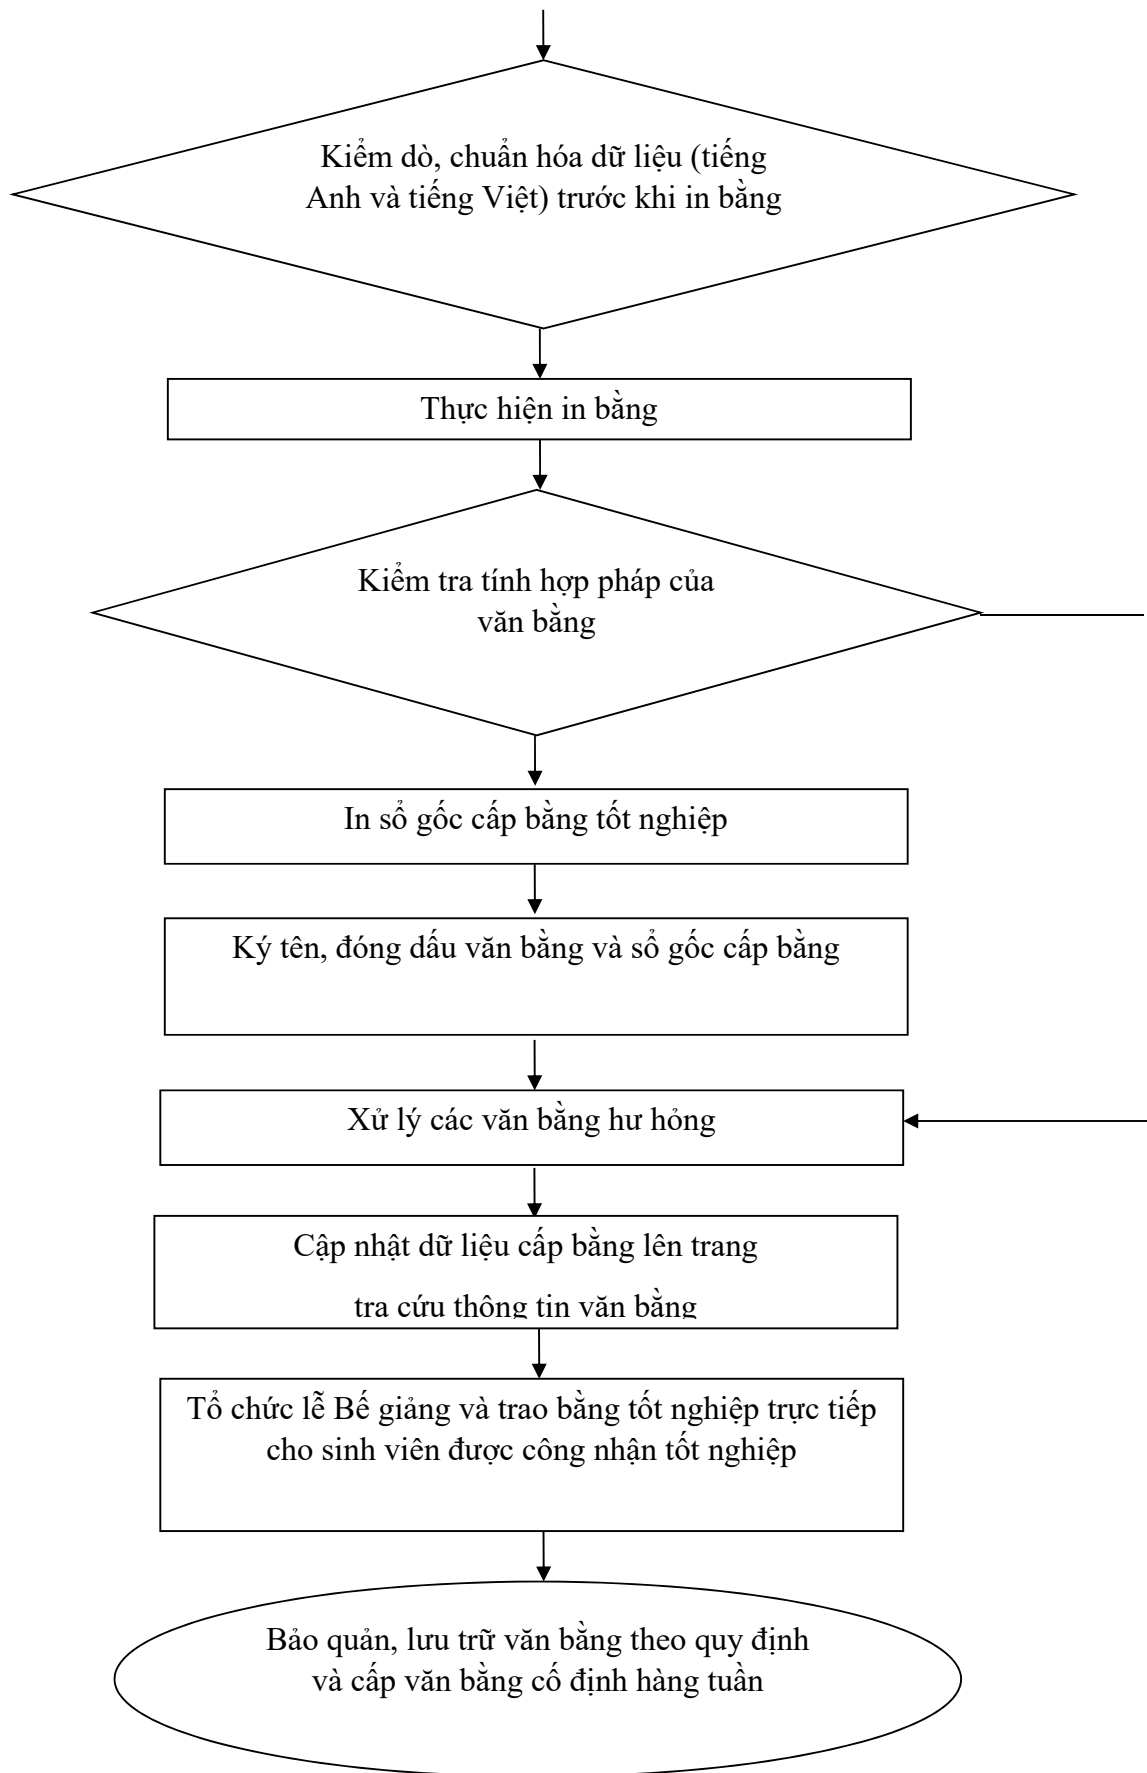 Kiểm dò, chuẩn hóa dữ liệu (tiếng
Anh và tiếng Việt) trước khi in bằng
Thực hiện in bằng
Kiểm tra tính hợp pháp của
văn bằng
In sổ gốc cấp bằng tốt nghiệp
Ký tên, đóng dấu văn bằng và sổ gốc cấp bằng
Xử lý các văn bằng hư hỏng
Cập nhật dữ liệu cấp bằng lên trang
tra cứu thông tin văn bằng
Tổ chức lễ Bế giảng và trao bằng tốt nghiệp trực tiếp
cho sinh viên được công nhận tốt nghiệp
Bảo quản, lưu trữ văn bằng theo quy định
và cấp văn bằng cố định hàng tuần